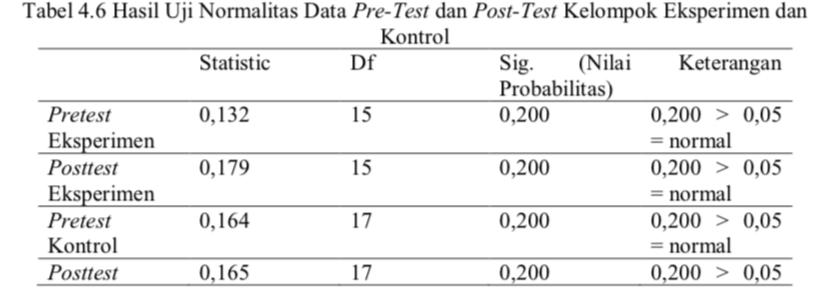 Tabel 4.6 Hasil Uji Normalitas Data Pre-Test dan Post-Test Kelompok Eksperimen dan
Kontrol
Statistic Df Sig. (Nilai Keterangan
Probabilitas)
Pretest 0,132 15 0,200 0,200 > 0,05
Eksperimen = normal
Posttest 0,179 15 0,200 0,200 > 0,05
Eksperimen = normal
Pretest 0,164 17 0,200 0,200 > 0,05
Kontrol = normal
Posttest 0,165 17 0,200 0,200 > 0,05